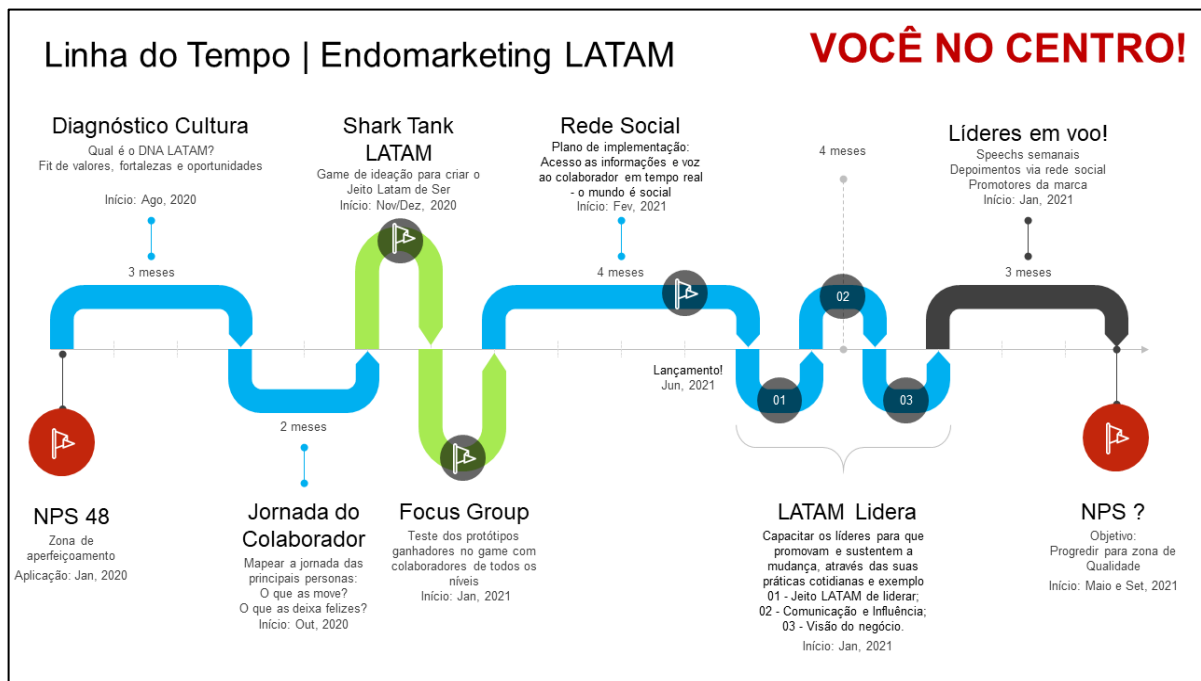 Linha do Tempo | Endomarketing LATAM
VOCÊ NO CENTRO!
Diagnóstico Cultura
Qual é o DNA LATAM?
Fit de valores, fortalezas e oportunidades
Início: Ago, 2020
3 meses
Shark Tank
LATAM
Game de ideação para criar o
Jeito Latam de Ser
Início: Nov/Dez, 2020
Rede Social
Plano de implementação:
Acesso as informações e voz
ao colaborador em tempo real
- o mundo é social
Início: Fev, 2021
4 meses
4 meses
Líderes em voo!
Speechs semanais
Depoimentos via rede social
Promotores da marca
Início: Jan, 2021
3 meses
02
Lançamento!
Jun, 2021
01
03
NPS 48
Zona de
aperfeiçoamento
Aplicação: Jan, 2020
2 meses
Jornada do
Colaborador
Mapear a jornada das
principais personas:
O que as move?
O que as deixa felizes?
Início: Out, 2020
Focus Group
Teste dos protótipos
ganhadores no game com
colaboradores de todos os
níveis
Início: Jan, 2021
LATAM Lidera
Capacitar os líderes para que
promovam e sustentem a
mudança, através das suas
práticas cotidianas e exemplo
01 - Jeito LATAM de liderar;
02 - Comunicação e Influência;
03 - Visão do negócio.
Início: Jan, 2021
NPS ?
Objetivo:
Progredir para zona de
Qualidade
Início: Maio e Set, 2021